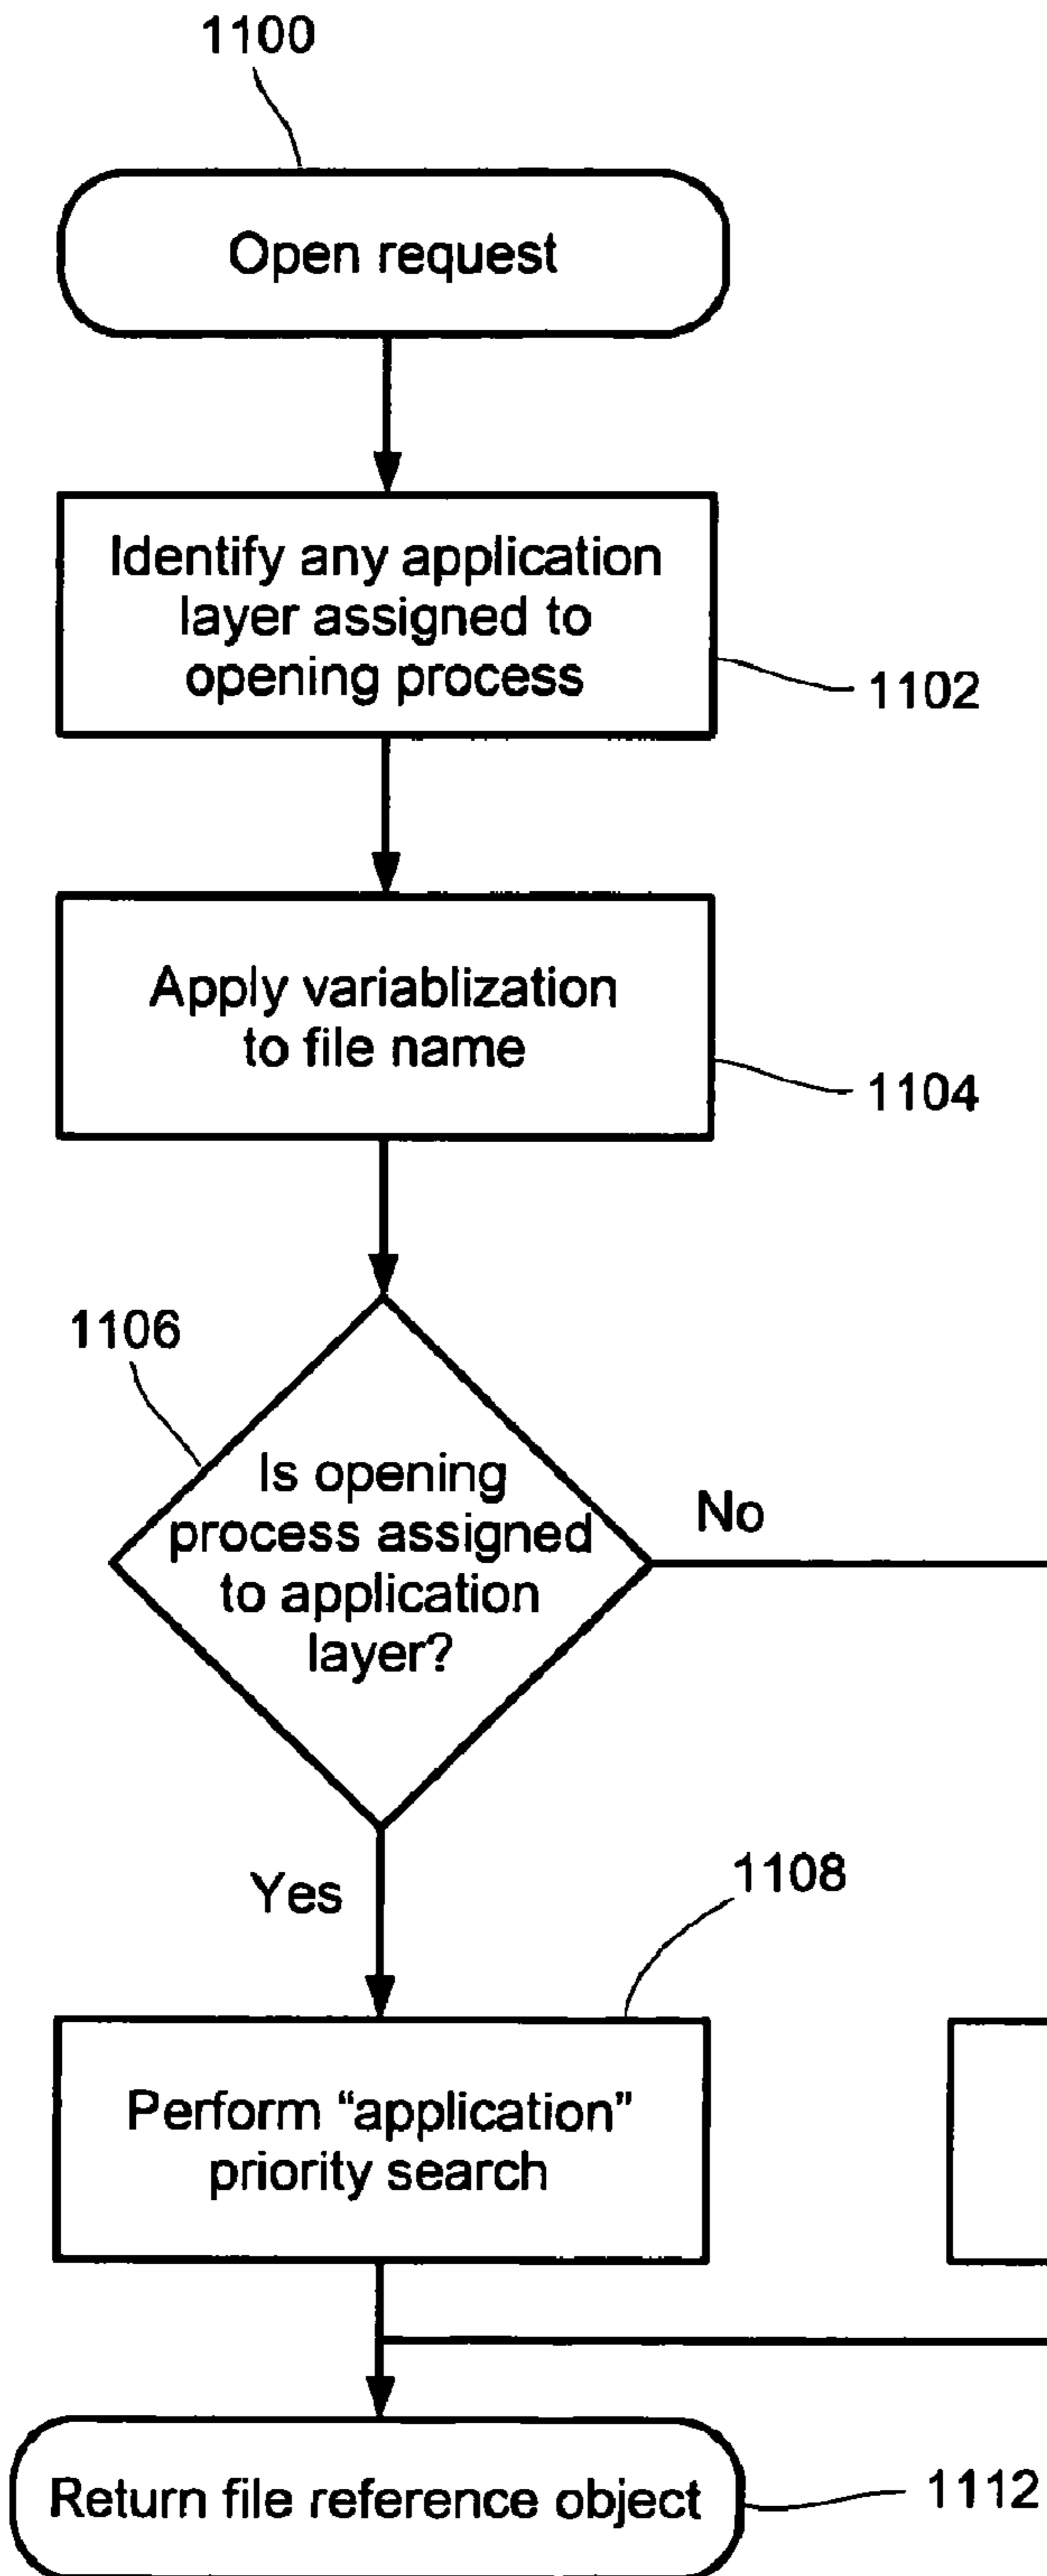 1100
Open request
Identify any application
layer assigned to
opening process
1102
Apply variablization
to file name
1104
1106
Is opening
process assigned
to application
layer?
No
Yes
1108
Perform “application”
priority search
Return file reference object
1112